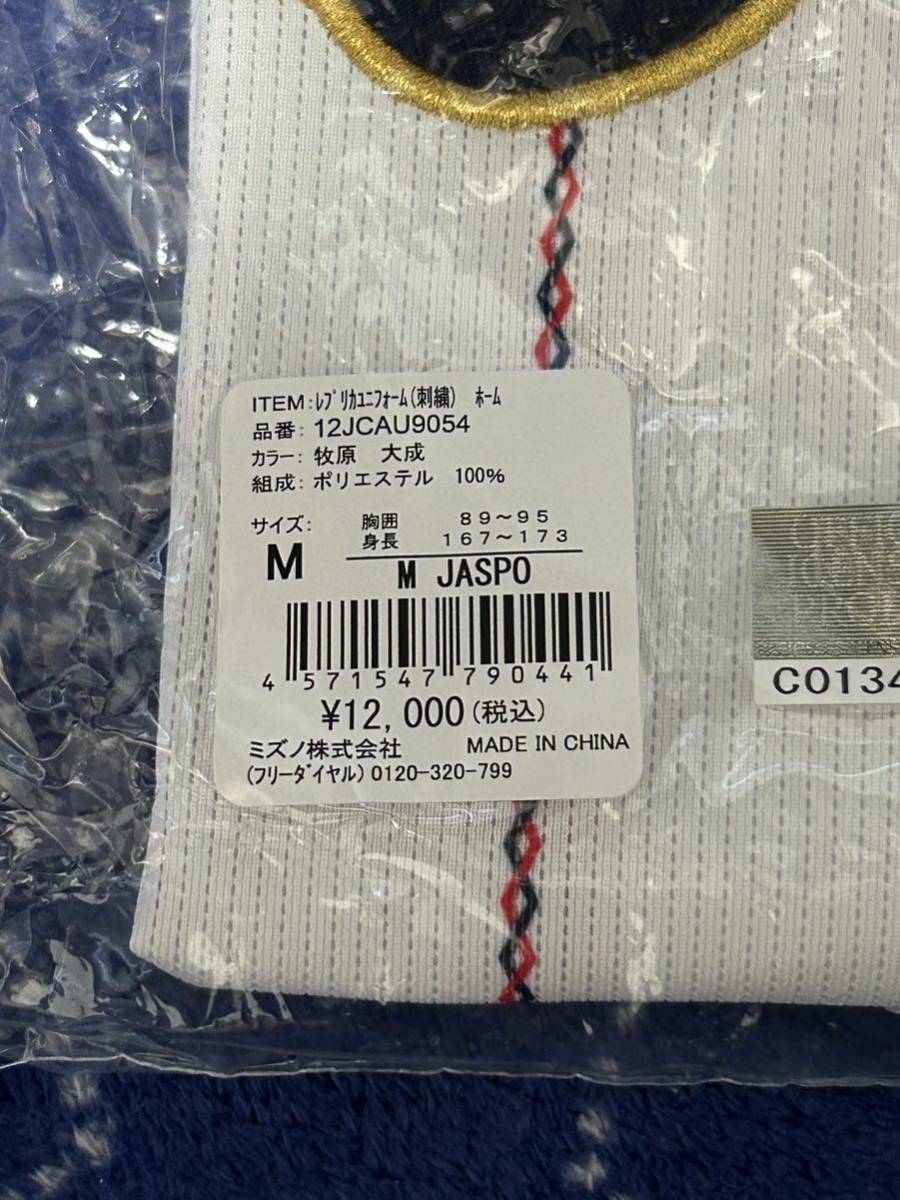 ITEM:ﾚﾌﾟﾘｶﾕﾆﾌｫｰﾑ(刺繍) ﾎｰﾑ
品番: 12JCAU9054
カラー: 牧原 大成
組成: ポリエステル 100%
サイズ: 胸囲 89～95
身長 167～173
M
M JASPO
4 571547 790441
¥12,000(税込)
ミズノ株式会社 MADE IN CHINA
(フリーダイヤル) 0120-320-799
C0134